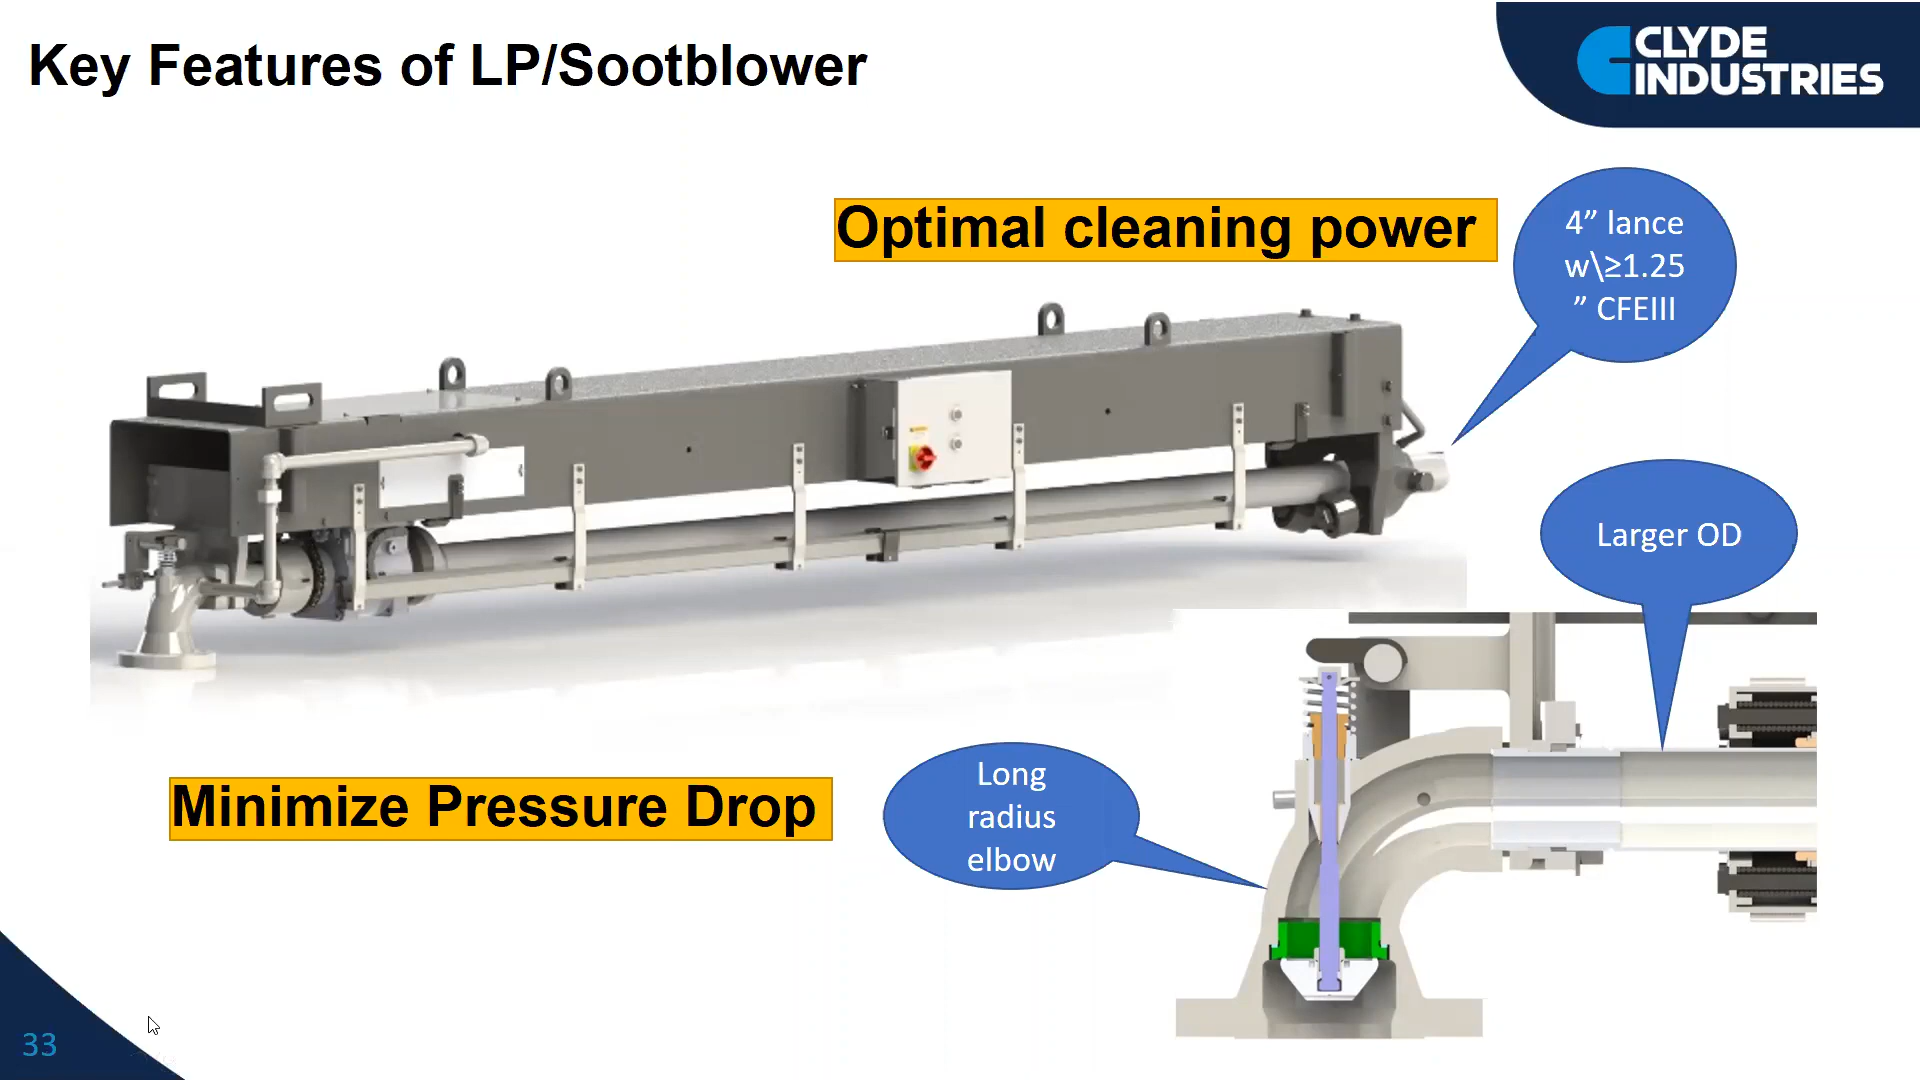 Key Features of LP/Sootblower
CLYDE
INDUSTRIES
Optimal cleaning power
4” lance
w\≥1.25
” CFEIII
Larger OD
Minimize Pressure Drop
Long
radius
elbow
33